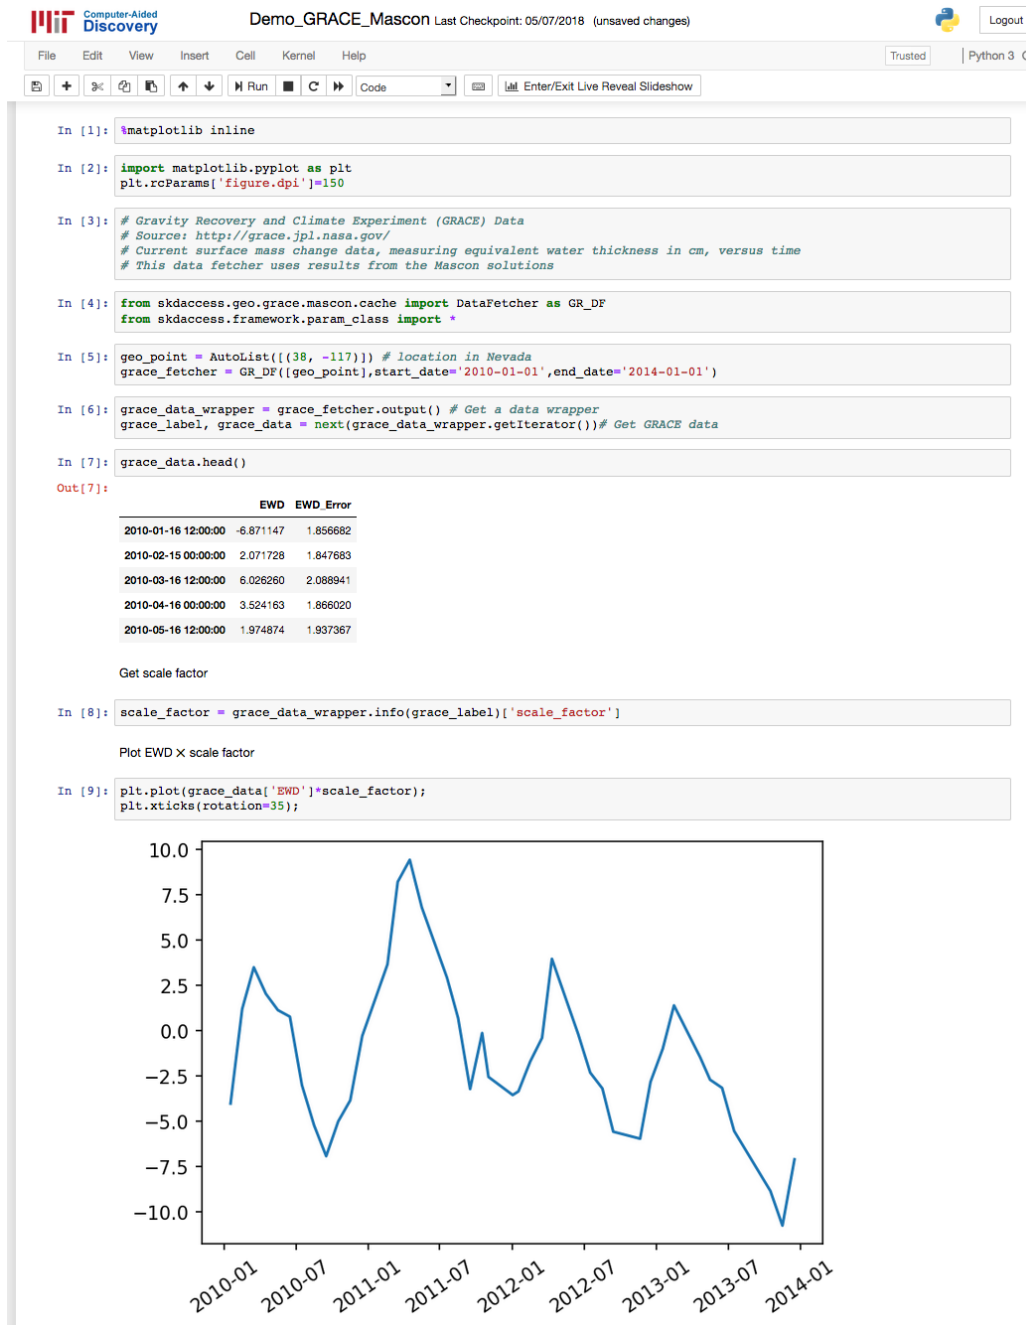 Computer-Aided
Discovery
Demo_GRACE_Mascon Last Checkpoint: 05/07/2018 (unsaved changes)
Logout
File Edit View Insert Cell Kernel Help
Trusted
Python 3
Run
Code
Enter/Exit Live Reveal Slideshow
In [1]: %matplotlib inline
In [2]: import matplotlib.pyplot as plt
plt.rcParams['figure.dpi']=150
In [3]: # Gravity Recovery and Climate Experiment (GRACE) Data
# Source: http://grace.jpl.nasa.gov/
# Current surface mass change data, measuring equivalent water thickness in cm, versus time
# This data fetcher uses results from the Mascon solutions
In [4]: from skdaccess.geo.grace.mascon.cache import DataFetcher as GR_DF
from skdaccess.framework.param_class import *
In [5]: geo_point = AutoList([(38, -117)]) # location in Nevada
grace_fetcher = GR_DF([geo_point],start_date='2010-01-01',end_date='2014-01-01')
In [6]: grace_data_wrapper = grace_fetcher.output() # Get a data wrapper
grace_label, grace_data = next(grace_data_wrapper.getIterator())# Get GRACE data
In [7]: grace_data.head()
Out[7]:
EWD EWD_Error
2010-01-16 12:00:00 -6.871147 1.856682
2010-02-15 00:00:00 2.071728 1.847683
2010-03-16 12:00:00 6.026260 2.088941
2010-04-16 00:00:00 3.524163 1.866020
2010-05-16 12:00:00 1.974874 1.937367
Get scale factor
In [8]: scale_factor = grace_data_wrapper.info(grace_label)['scale_factor']
Plot EWD × scale factor
In [9]: plt.plot(grace_data['EWD']*scale_factor);
plt.xticks(rotation=35);
10.0
7.5
5.0
2.5
0.0
−2.5
−5.0
−7.5
−10.0
2010-01 2010-07 2011-01 2011-07 2012-01 2012-07 2013-01 2013-07 2014-01